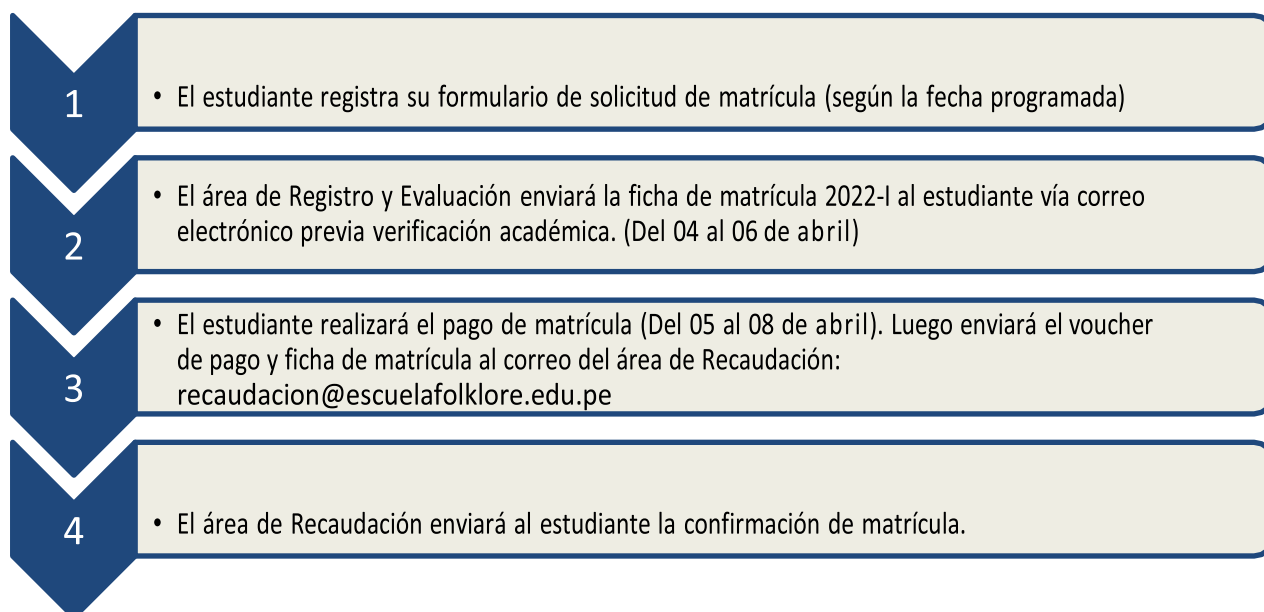 1
• El estudiante registra su formulario de solicitud de matrícula (según la fecha programada)
2
• El área de Registro y Evaluación enviará la ficha de matrícula 2022-I al estudiante vía correo
electrónico previa verificación académica. (Del 04 al 06 de abril)
3
• El estudiante realizará el pago de matrícula (Del 05 al 08 de abril). Luego enviará el voucher
de pago y ficha de matrícula al correo del área de Recaudación:
recaudacion@escuelafolklore.edu.pe
4
• El área de Recaudación enviará al estudiante la confirmación de matrícula.